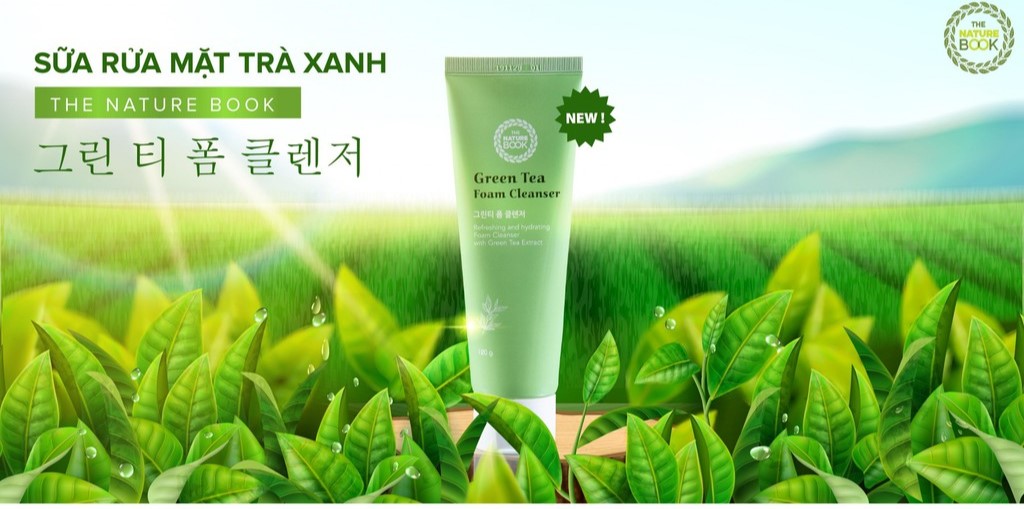 SỮA RỬA MẶT TRÀ XANH
THE NATURE BOOK
그린 티 폼 클렌저
THE
NATURE
BOOK
NEW !
THE
NATURE
BOOK
Green Tea
Foam Cleanser
그린티 폼 클렌저
Refreshing and hydrating
Foam Cleanser
with Green Tea Extract